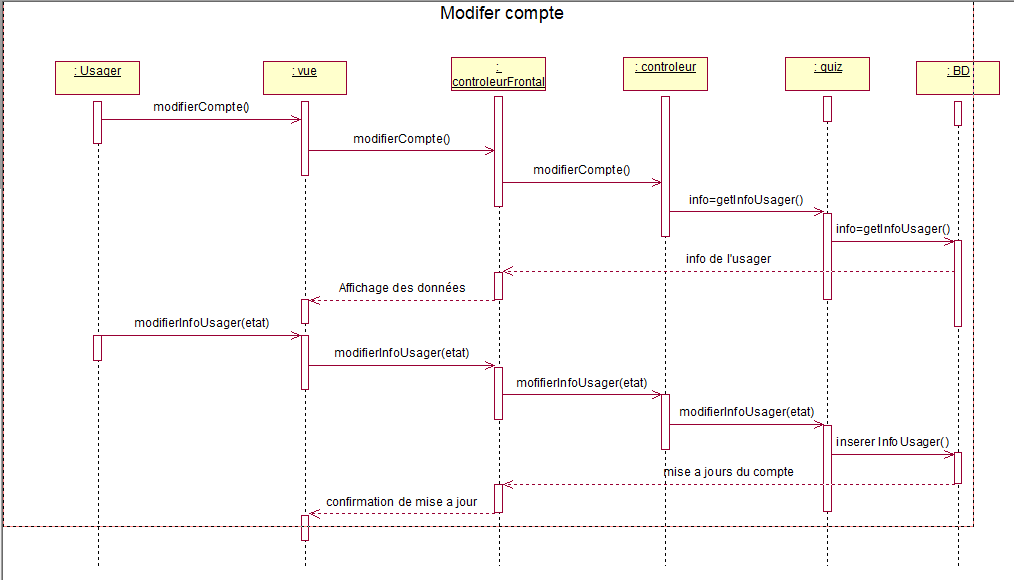 Modifer compte
: Usager
: vue
:
controleurFrontal
: controleur
: quiz
: BD
modifierCompte()
modifierCompte()
modifierCompte()
info=getInfoUsager()
info=getInfoUsager()
info de l'usager
Affichage des données
modifierInfoUsager(etat)
modifierInfoUsager(etat)
mofifierInfoUsager(etat)
modifierInfoUsager(etat)
inserer InfoUsager()
mise a jours du compte
confirmation de mise a jour